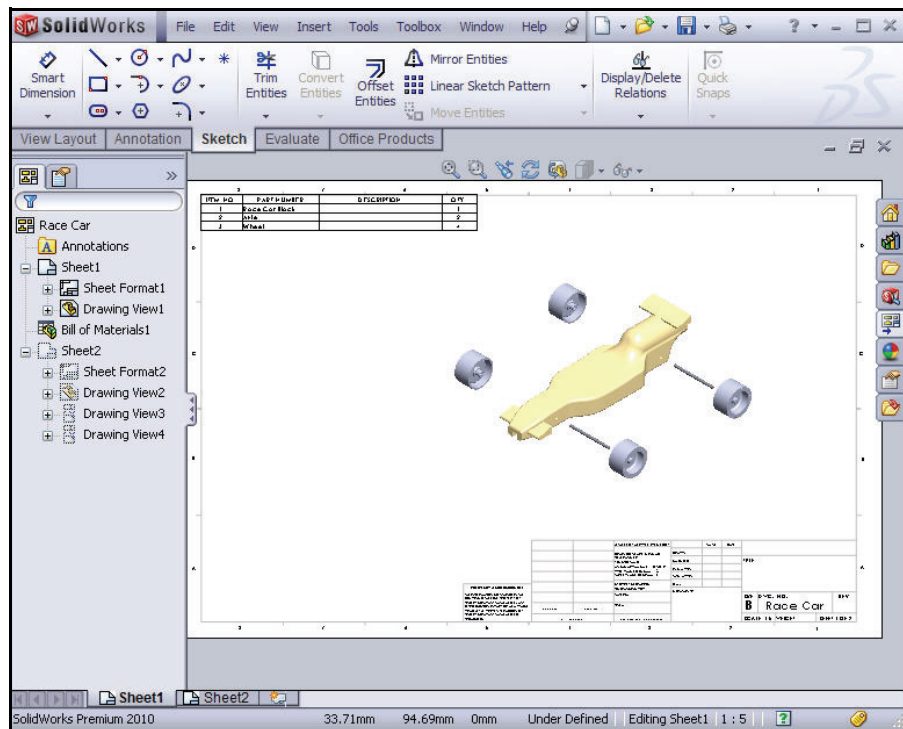 SolidWorks File Edit View Insert Tools Toolbox Window Help ?
Smart Dimension
Trim Entities
Convert Entities
Offset Entities
Mirror Entities
Linear Sketch Pattern
Move Entities
Display/Delete Relations
Quick Snaps
View Layout Annotation Sketch Evaluate Office Products
Race Car
Annotations
Sheet1
Sheet Format1
Drawing View1
Bill of Materials1
Sheet2
Sheet Format2
Drawing View2
Drawing View3
Drawing View4
ITEM NO. PART NUMBER DESCRIPTION QTY
1 Race Car Block 1
2 Axle 2
3 Wheel 4
DWG. NO. REV
B Race Car
Sheet1 Sheet2
SolidWorks Premium 2010 33.71mm 94.69mm 0mm Under Defined Editing Sheet1 1 : 5 ?